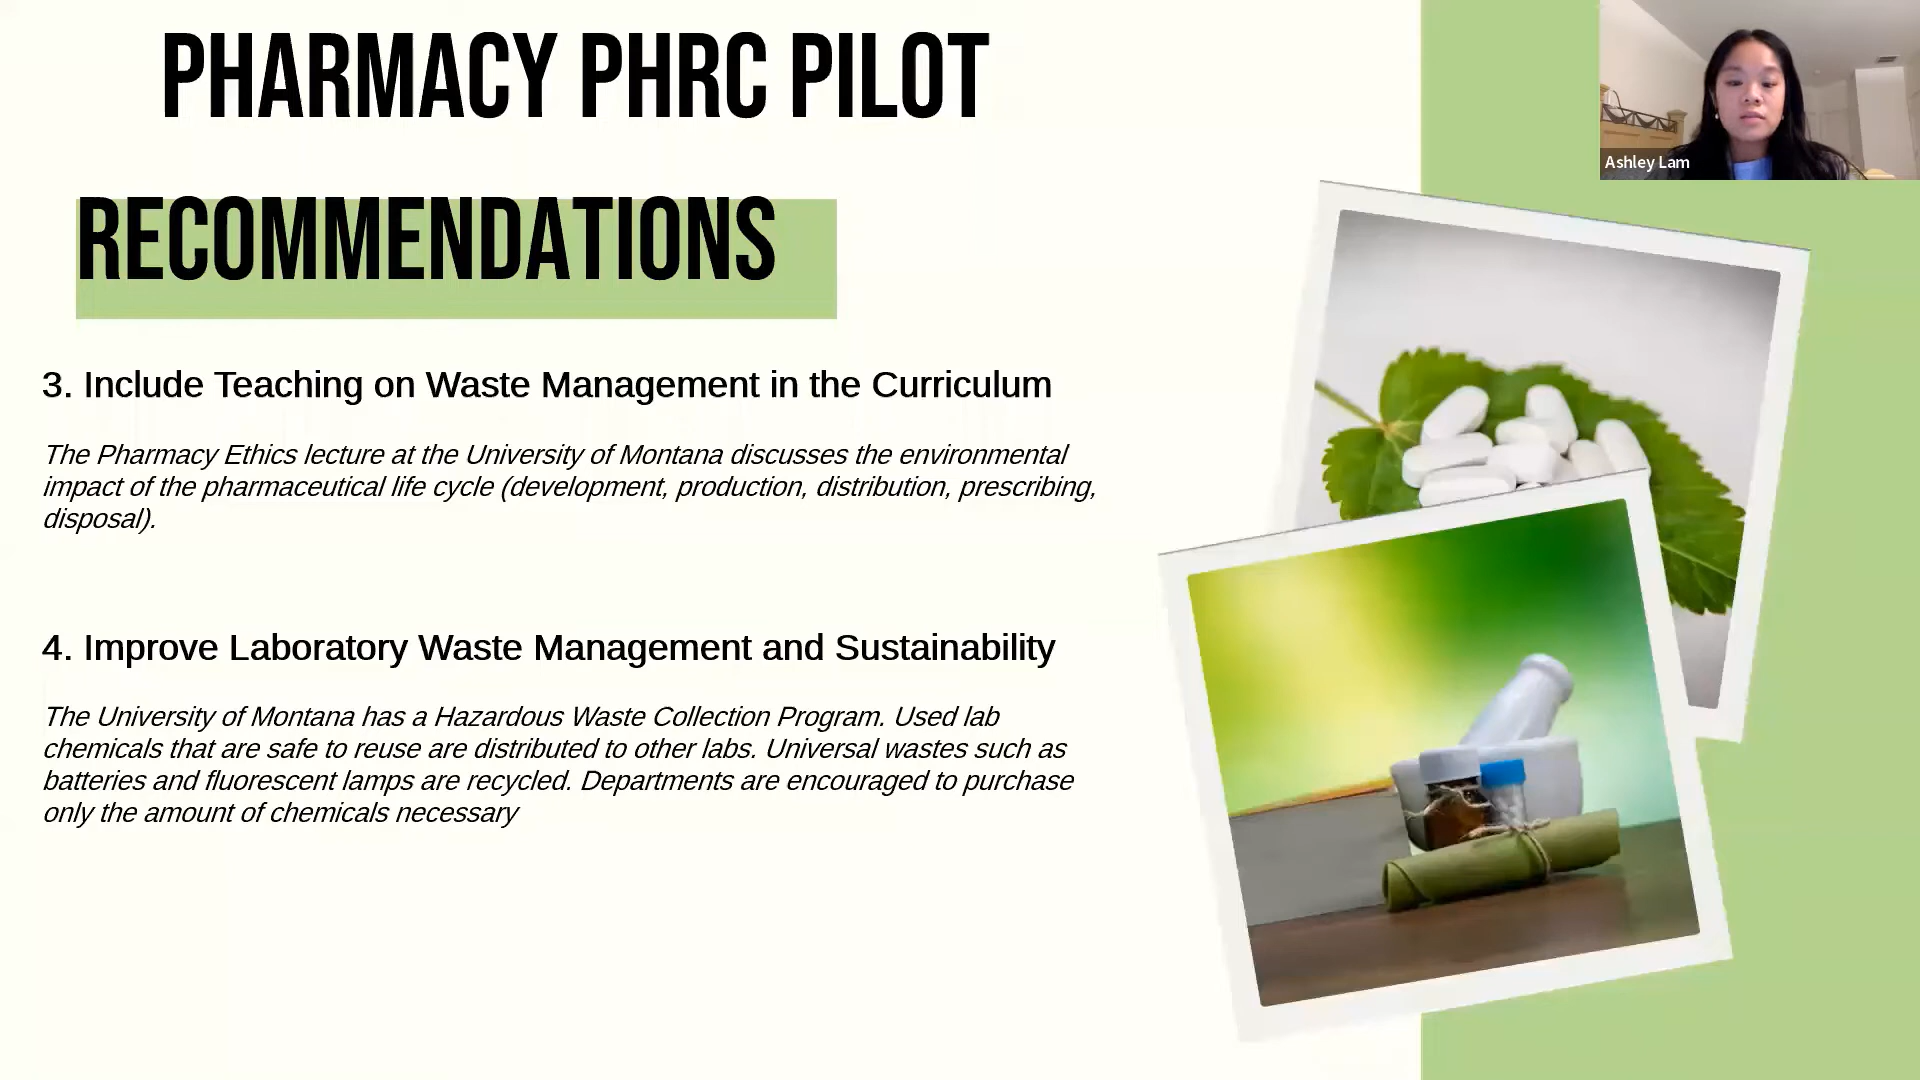 PHARMACY PHRC PILOT
RECOMMENDATIONS
Ashley Lam
3. Include Teaching on Waste Management in the Curriculum
The Pharmacy Ethics lecture at the University of Montana discusses the environmental
impact of the pharmaceutical life cycle (development, production, distribution, prescribing,
disposal).
4. Improve Laboratory Waste Management and Sustainability
The University of Montana has a Hazardous Waste Collection Program. Used lab
chemicals that are safe to reuse are distributed to other labs. Universal wastes such as
batteries and fluorescent lamps are recycled. Departments are encouraged to purchase
only the amount of chemicals necessary